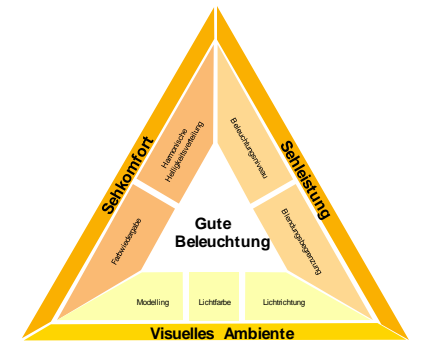 Sehkomfort
Harmonische
Helligkeitsverteilung
Farbwiedergabe
Sehleistung
Beleuchtungsniveau
Blendungsbegrenzung
Gute
Beleuchtung
Modelling
Lichtfarbe
Lichtrichtung
Visuelles Ambiente